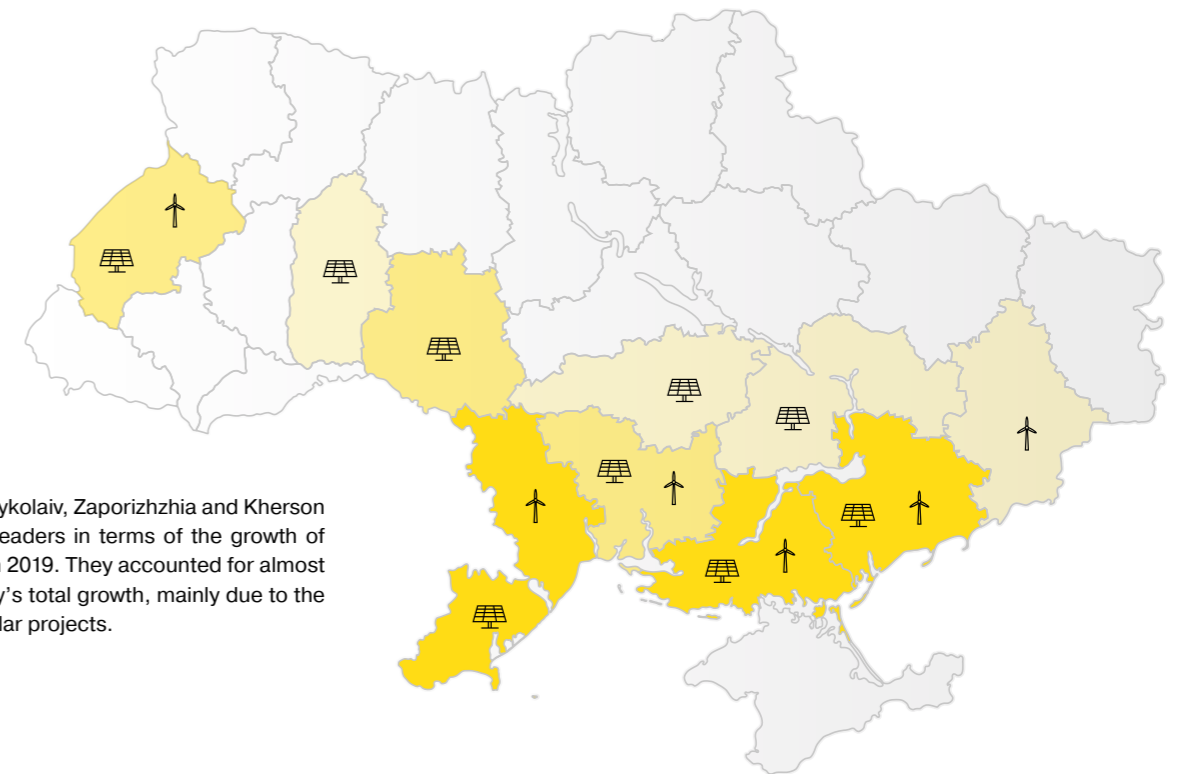 ykolaiv, Zaporizhzhia and Kherson
eaders in terms of the growth of
2019. They accounted for almost
y's total growth, mainly due to the
lar projects.